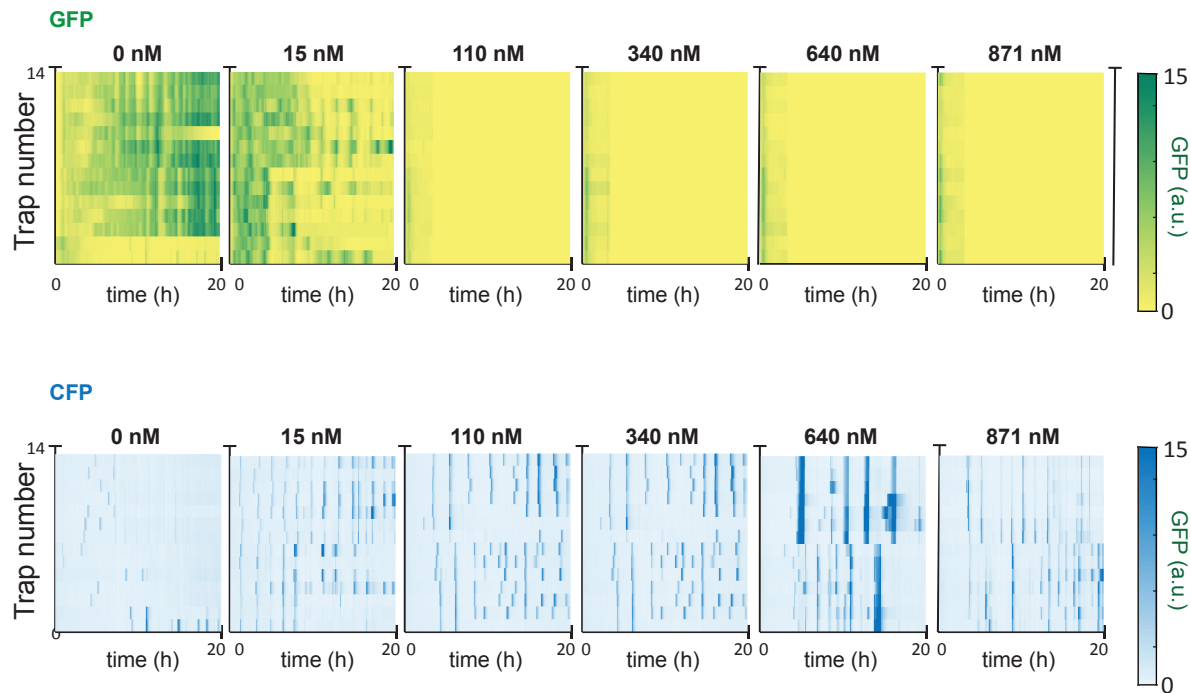 GFP
0 nM 15 nM 110 nM 340 nM 640 nM 871 nM
14 15
Trap number
GFP (a.u.)
0 20 0 20 0 20 0 20 0 20 0 20 0
time (h) time (h) time (h) time (h) time (h) time (h)
CFP
0 nM 15 nM 110 nM 340 nM 640 nM 871 nM
14 15
Trap number
GFP (a.u.)
0
0 20 0 20 0 20 0 20 0 20 0 20 0
time (h) time (h) time (h) time (h) time (h) time (h)